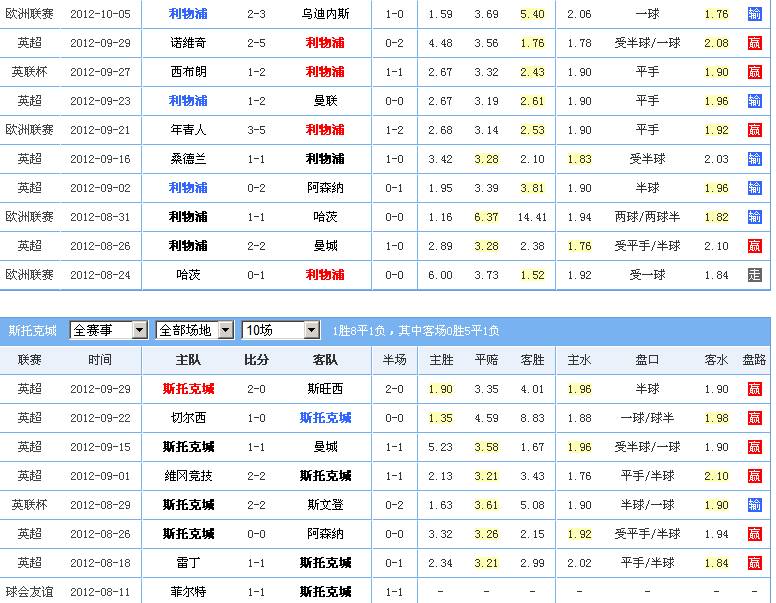 欧洲联赛 2012-10-05 利物浦 2-3 乌迪内斯 1-0 1.59 3.69 5.40 2.06 一球 1.76 输
英超 2012-09-29 诺维奇 2-5 利物浦 0-2 4.48 3.56 1.76 1.78 受半球/一球 2.08 赢
英联杯 2012-09-27 西布朗 1-2 利物浦 1-1 2.67 3.32 2.43 1.90 平手 1.90 赢
英超 2012-09-23 利物浦 1-2 曼联 0-0 2.67 3.19 2.61 1.90 平手 1.96 输
欧洲联赛 2012-09-21 年青人 3-5 利物浦 1-2 2.68 3.14 2.53 1.90 平手 1.92 赢
英超 2012-09-16 桑德兰 1-1 利物浦 1-0 3.42 3.28 2.10 1.83 受半球 2.03 输
英超 2012-09-02 利物浦 0-2 阿森纳 0-1 1.95 3.39 3.81 1.90 半球 1.96 输
欧洲联赛 2012-08-31 利物浦 1-1 哈茨 0-0 1.16 6.37 14.41 1.94 两球/两球半 1.82 输
英超 2012-08-26 利物浦 2-2 曼城 1-0 2.89 3.28 2.38 1.76 受平手/半球 2.10 赢
欧洲联赛 2012-08-24 哈茨 0-1 利物浦 0-0 6.00 3.73 1.52 1.92 受一球 1.84 走
斯托克城 全赛事 全部场地 10场 1胜8平1负，其中客场0胜5平1负
联赛 时间 主队 比分 客队 半场 主胜 平赔 客胜 主水 盘口 客水 盘路
英超 2012-09-29 斯托克城 2-0 斯旺西 2-0 1.90 3.35 4.01 1.96 半球 1.90 赢
英超 2012-09-22 切尔西 1-0 斯托克城 0-0 1.35 4.59 8.83 1.88 一球/球半 1.98 赢
英超 2012-09-15 斯托克城 1-1 曼城 1-1 5.23 3.58 1.67 1.96 受半球/一球 1.90 赢
英超 2012-09-01 维冈竞技 2-2 斯托克城 1-1 2.13 3.21 3.43 1.76 平手/半球 2.10 赢
英联杯 2012-08-29 斯托克城 2-2 斯文登 0-2 1.63 3.61 5.08 1.90 半球/一球 1.90 输
英超 2012-08-26 斯托克城 0-0 阿森纳 0-0 3.32 3.26 2.15 1.92 受平手/半球 1.94 赢
英超 2012-08-18 雷丁 1-1 斯托克城 0-1 2.34 3.21 2.99 2.02 平手/半球 1.84 赢
球会友谊 2012-08-11 菲尔特 1-1 斯托克城 1-1 - - - - - - -